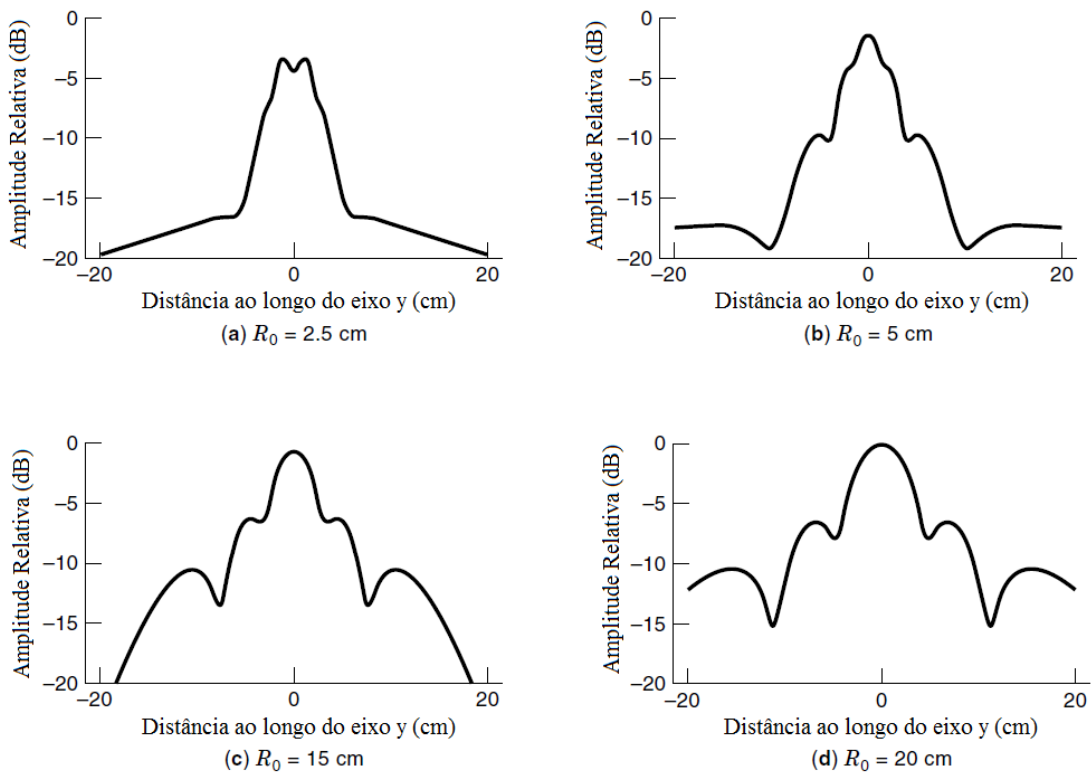 Amplitude Relativa (dB)
0
−5
−10
−15
−20
−20 0 20
Distância ao longo do eixo y (cm)
(a) R₀ = 2.5 cm
Amplitude Relativa (dB)
0
−5
−10
−15
−20
−20 0 20
Distância ao longo do eixo y (cm)
(b) R₀ = 5 cm
Amplitude Relativa (dB)
0
−5
−10
−15
−20
−20 0 20
Distância ao longo do eixo y (cm)
(c) R₀ = 15 cm
Amplitude Relativa (dB)
0
−5
−10
−15
−20
−20 0 20
Distância ao longo do eixo y (cm)
(d) R₀ = 20 cm